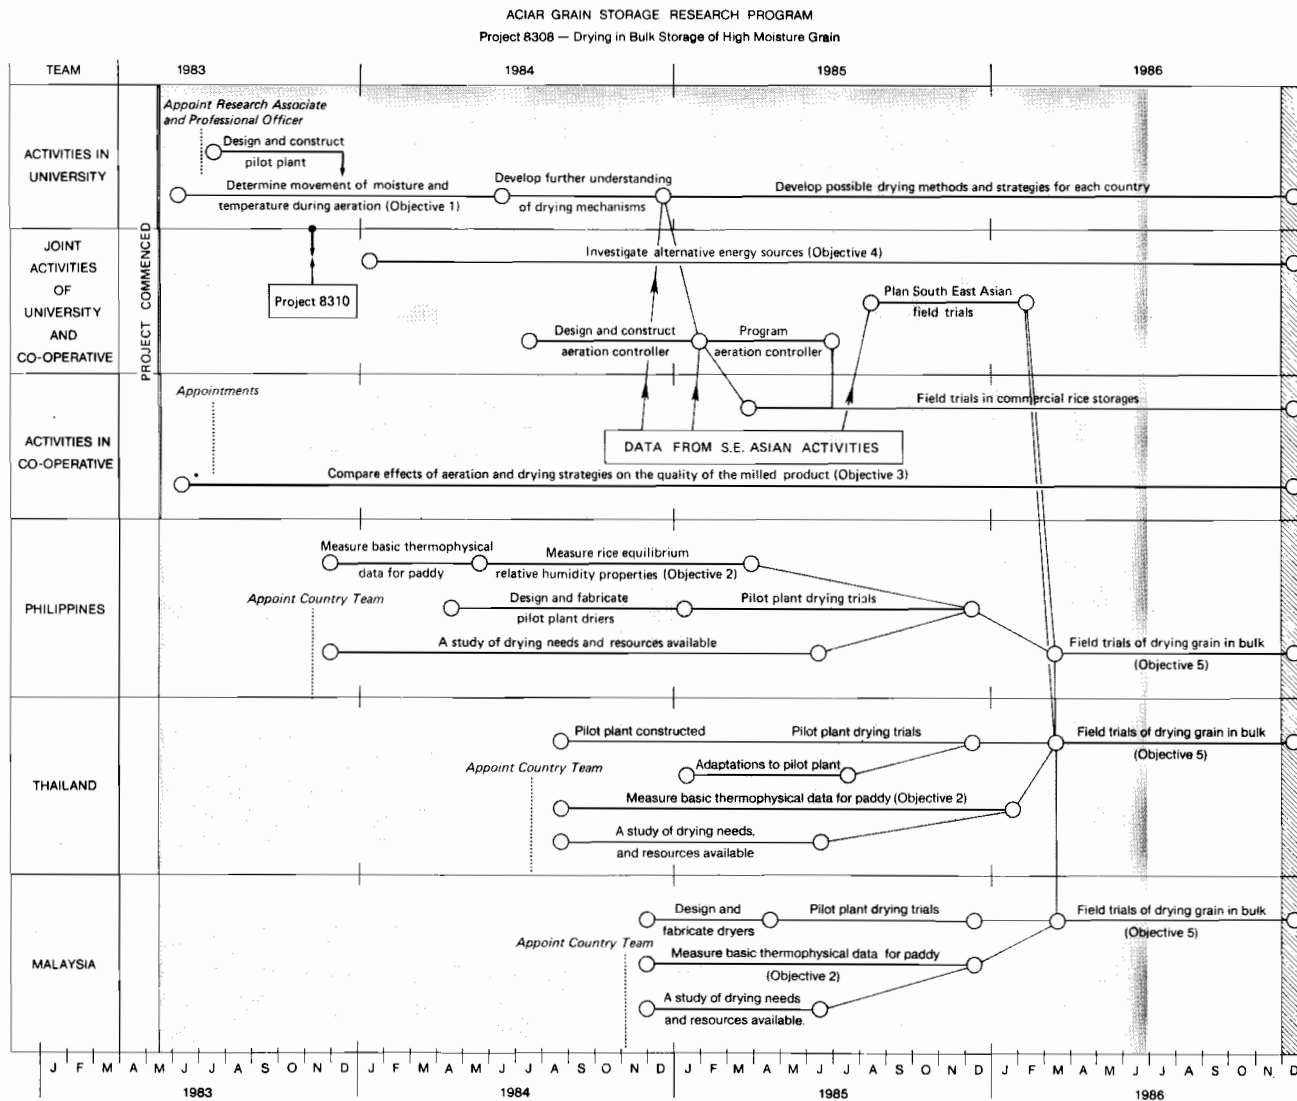 ACIAR GRAIN STORAGE RESEARCH PROGRAM
Project 8308 — Drying in Bulk Storage of High Moisture Grain
TEAM
1983
1984
1985
1986
ACTIVITIES IN
UNIVERSITY
Appoint Research Associate
and Professional Officer
Design and construct
pilot plant
Determine movement of moisture and
temperature during aeration (Objective 1)
Develop further understanding
of drying mechanisms
Develop possible drying methods and strategies for each country
PROJECT COMMENCED
JOINT
ACTIVITIES
OF
UNIVERSITY
AND
CO-OPERATIVE
Project 8310
Investigate alternative energy sources (Objective 4)
Design and construct
aeration controller
Program
aeration controller
Plan South East Asian
field trials
ACTIVITIES IN
CO-OPERATIVE
Appointments
Field trials in commercial rice storages
DATA FROM S.E. ASIAN ACTIVITIES
Compare effects of aeration and drying strategies on the quality of the milled product (Objective 3)
PHILIPPINES
Measure basic thermophysical
data for paddy
Measure rice equilibrium
relative humidity properties (Objective 2)
Appoint Country Team
Design and fabricate
pilot plant driers
Pilot plant drying trials
A study of drying needs and resources available
Field trials of drying grain in bulk
(Objective 5)
THAILAND
Pilot plant constructed
Pilot plant drying trials
Field trials of drying grain in bulk
(Objective 5)
Appoint Country Team
Adaptations to pilot plant
Measure basic thermophysical data for paddy (Objective 2)
A study of drying needs,
and resources available
MALAYSIA
Design and
fabricate dryers
Pilot plant drying trials
Field trials of drying grain in bulk
(Objective 5)
Appoint Country Team
Measure basic thermophysical data for paddy
(Objective 2)
A study of drying needs
and resources available.
J F M A M J J A S O N D J F M A M J J A S O N D J F M A M J J A S O N D J F M A M J J A S O N D
1983
1984
1985
1986